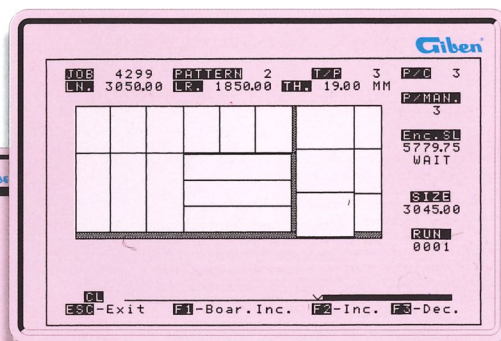 Giben
JOB 4299 PATTERN 2 T/P 3 P/C 3
LN. 3050.00 LR. 1850.00 TH. 19.00 MM
P/MAN.
3
Enc.SL
5779.75
WAIT
SIZE
3045.00
RUN
0001
CL
ESC-Exit F1-Boar.Inc. F2-Inc. F3-Dec.